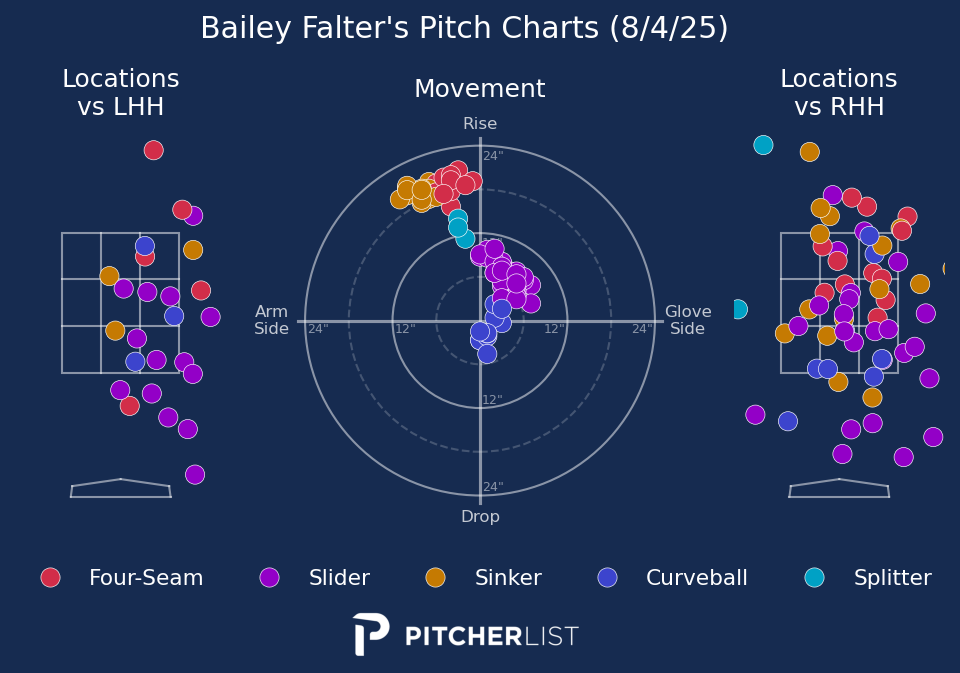 Bailey Falter's Pitch Charts (8/4/25)
Locations
vs LHH
Movement
Locations
vs RHH
Rise
24"
Arm
Side
24"
12"
12"
24"
Glove
Side
12"
24"
Drop
Four-Seam
Slider
Sinker
Curveball
Splitter
PITCHERLIST